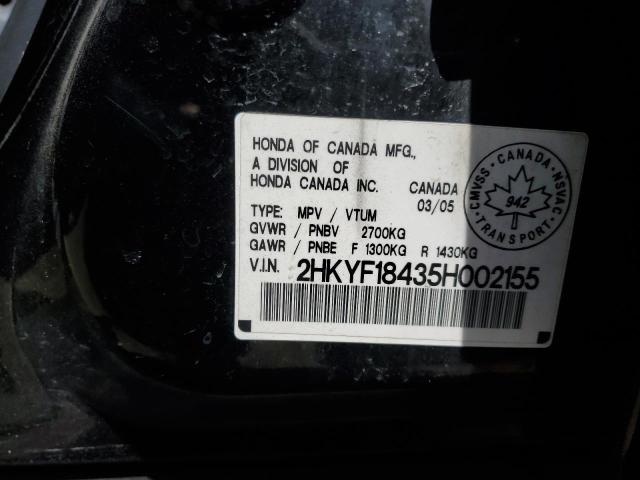 HONDA OF CANADA MFG.,
A DIVISION OF
HONDA CANADA INC. CANADA
03/05
TYPE: MPV / VTUM
GVWR / PNBV 2700KG
GAWR / PNBE F 1300KG R 1430KG
V.I.N. 2HKYF18435H002155
CMVSS · CANADA · NSVAC
942
TRANSPORT